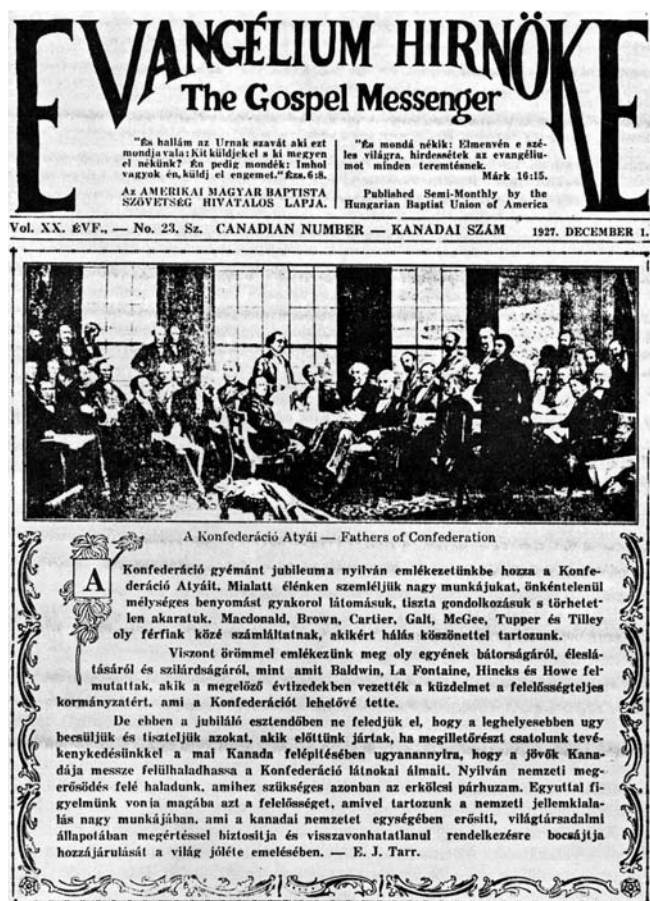 EVANGÉLIUM HIRNÖKE
The Gospel Messenger
"És hallám az Urnak szavát aki ezt
mondja vala: Kit küldjek el s ki megyen
el nékünk? Én pedig mondék: Imhol
vagyok én, küldj el engemet." Ézs. 6:8.
Az AMERIKAI MAGYAR BAPTISTA
SZÖVETSÉG HIVATALOS LAPJA.
"És mondá nékik: Elmenvén e szé-
les világra, hirdessétek az evangéliu-
mot minden teremtésnek.
Márk 16:15.
Published Semi-Monthly by the
Hungarian Baptist Union of America
Vol. XX. ÉVF., — No. 23. Sz. CANADIAN NUMBER — KANADAI SZÁM 1927. DECEMBER 1.
A Konfederáció Atyái — Fathers of Confederation
A Konfederáció gyémánt jubileuma nyilván emlékezetünkbe hozza a Konfe-
deráció Atyáit. Mialatt élénken szemléljük nagy munkájukat, önkéntelenül
mélységes benyomást gyakorol látomásuk, tiszta gondolkozásuk s törhetet-
len akaratuk. Macdonald, Brown, Cartier, Galt, McGee, Tupper és Tilley
oly férfiak közé számláltatnak, akikért hálás köszönettel tartozunk.
Viszont örömmel emlékezünk meg oly egyének bátorságáról, éleslá-
tásáról és szilárdságáról, mint amit Baldwin, La Fontaine, Hincks és Howe fel-
mutattak, akik a megelőző évtizedekben vezették a küzdelmet a felelősségteljes
kormányzatért, ami a Konfederációt lehetővé tette.
De ebben a jubiláló esztendőben ne feledjük el, hogy a leghelyesebben ugy
becsüljük és tiszteljük azokat, akik előttünk jártak, ha megilletőrészt csatolunk tevé-
kenykedésünkkel a mai Kanada felépitésében ugyanannyira, hogy a jövők Kana-
dája messze felülhaladhassa a Konfederáció látnokai álmait. Nyilván nemzeti meg-
erősödés felé haladunk, amihez szükséges azonban az erkölcsi párhuzam. Egyuttal fi-
gyelmünk vonja magába azt a felelősséget, amivel tartozunk a nemzeti jellemkiala-
lás nagy munkájában, ami a kanadai nemzetet egységében erősiti, világtársadalmi
állapotában megértéssel biztositja és visszavonhatatlanul rendelkezésre bocsájtja
hozzájárulását a világ jóléte emelésében. — E. J. Tarr.